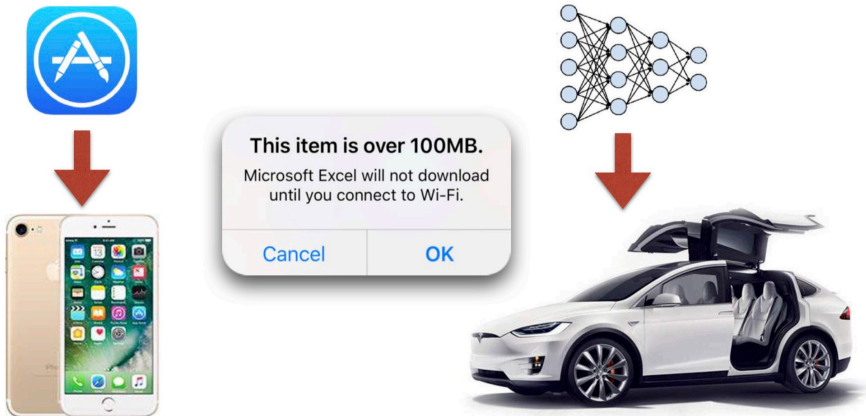 This item is over 100MB.
Microsoft Excel will not download
until you connect to Wi-Fi.
Cancel
OK